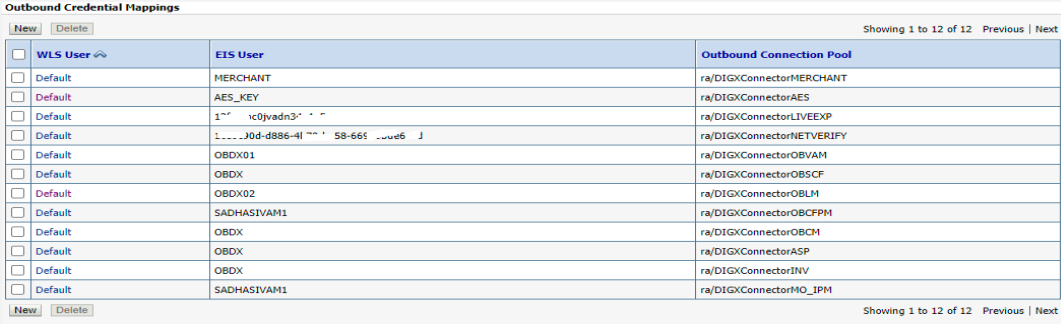 Outbound Credential Mappings
New Delete Showing 1 to 12 of 12 Previous | Next
WLS User EIS User Outbound Connection Pool
Default MERCHANT ra/DIGXConnectorMERCHANT
Default AES_KEY ra/DIGXConnectorAES
Default ra/DIGXConnectorLIVEEXP
Default ra/DIGXConnectorNETVERIFY
Default OBDX01 ra/DIGXConnectorOBVAM
Default OBDX ra/DIGXConnectorOBSCF
Default OBDX02 ra/DIGXConnectorOBLM
Default SADHASIVAM1 ra/DIGXConnectorOBCFPM
Default OBDX ra/DIGXConnectorOBCM
Default OBDX ra/DIGXConnectorASP
Default OBDX ra/DIGXConnectorINV
Default SADHASIVAM1 ra/DIGXConnectorMO_IPM
New Delete Showing 1 to 12 of 12 Previous | Next